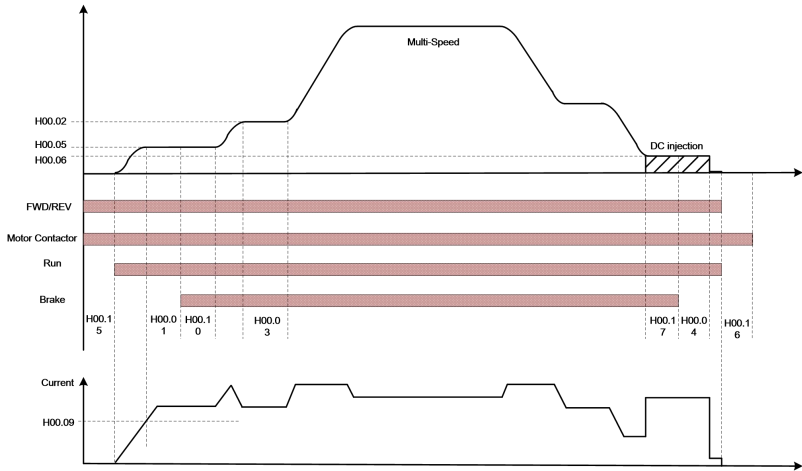 Multi-Speed
H00.02
H00.05
H00.06
DC injection
FWD/REV
Motor Contactor
Run
Brake
H00.1
5
H00.0
1
H00.1
0
H00.0
3
H00.1
7
H00.0
4
H00.1
6
Current
H00.09